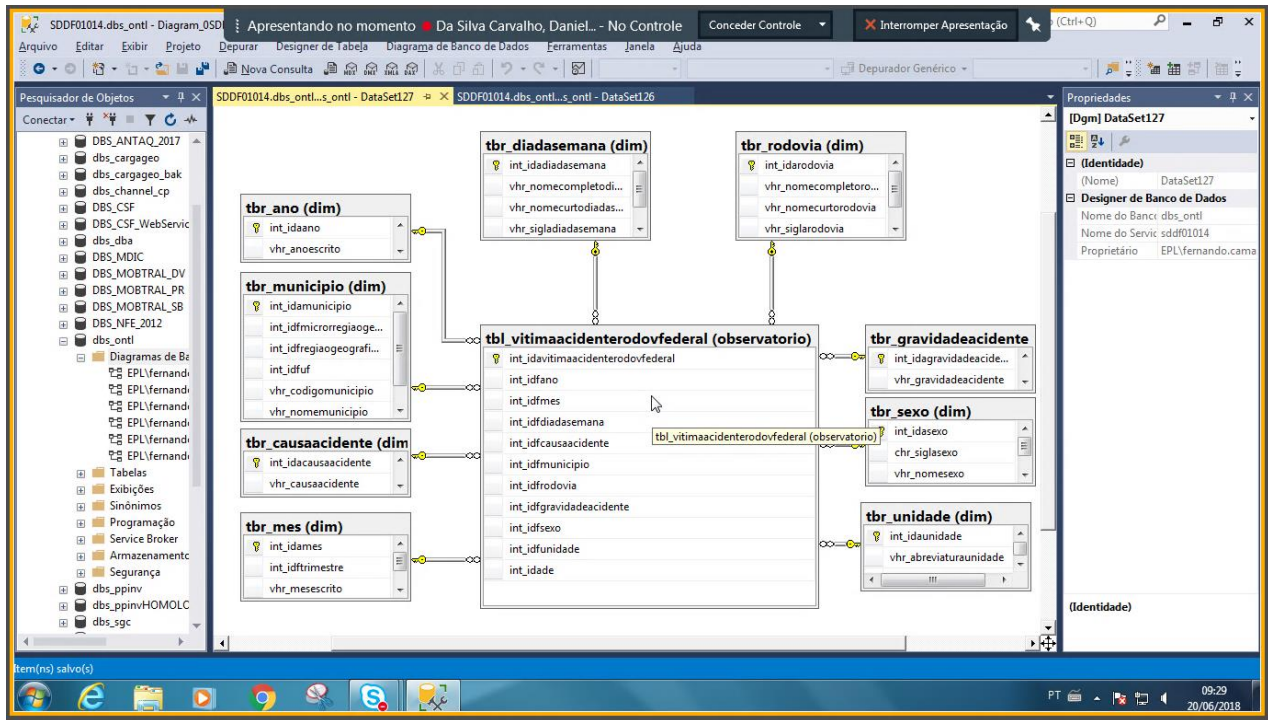 SDDF01014.dbs_ontl - Diagram_0SD
Apresentando no momento
Da Silva Carvalho, Daniel... - No Controle
Conceder Controle
Interromper Apresentação
(Ctrl+Q)
Arquivo Editar Exibir Projeto Depurar Designer de Tabela Diagrama de Banco de Dados Ferramentas Janela Ajuda
Nova Consulta
Depurador Genérico
Pesquisador de Objetos
Conectar
DBS_ANTAQ_2017
dbs_cargageo
dbs_cargageo_bak
dbs_channel_cp
DBS_CSF
DBS_CSF_WebServic
dbs_dba
DBS_MDIC
DBS_MOBTRAL_DV
DBS_MOBTRAL_PR
DBS_MOBTRAL_SB
DBS_NFE_2012
dbs_ontl
Diagramas de Ba
EPL\fernand
EPL\fernand
EPL\fernand
EPL\fernand
EPL\fernand
EPL\fernand
Tabelas
Exibições
Sinônimos
Programação
Service Broker
Armazenamento
Segurança
dbs_ppinv
dbs_ppinvHOMOLO
dbs_sgc
SDDF01014.dbs_ontl...s_ontl - DataSet127
SDDF01014.dbs_ontl...s_ontl - DataSet126
tbr_diadasemana (dim)
int_idadiadasemana
vhr_nomecompletodi...
vhr_nomecurtodiadas...
vhr_sigladiadasemana
tbr_rodovia (dim)
int_idarodovia
vhr_nomecompletoro...
vhr_nomecurtorodovia
vhr_siglarodovia
tbr_ano (dim)
int_idaano
vhr_anoescrito
tbr_municipio (dim)
int_idamunicipio
int_idfmicrorregiaoge...
int_idfregiaogeografi...
int_idfuf
vhr_codigomunicipio
vhr_nomemunicipio
tbr_causaacidente (dim
int_idacausaacidente
vhr_causaacidente
tbr_mes (dim)
int_idames
int_idftrimestre
vhr_mesescrito
tbl_vitimaacidenterodovfederal (observatorio)
int_idavitimaacidenterodovfederal
int_idfano
int_idfmes
int_idfdiadasemana
int_idfcausaacidente
int_idfmunicipio
int_idfrodovia
int_idfgravidadeacidente
int_idfsexo
int_idfunidade
int_idade
tbl_vitimaacidenterodovfederal (observatorio)
tbr_gravidadeacidente
int_idagravidadeacide...
vhr_gravidadeacidente
tbr_sexo (dim)
int_idasexo
chr_siglasexo
vhr_nomesexo
tbr_unidade (dim)
int_idaunidade
vhr_abreviaturaunidade
Propriedades
[Dgm] DataSet127
(Identidade)
(Nome) DataSet127
Designer de Banco de Dados
Nome do Banco dbs_ontl
Nome do Servic sddf01014
Proprietário EPL\fernando.cama
(Identidade)
Item(ns) salvo(s)
PT
09:29
20/06/2018